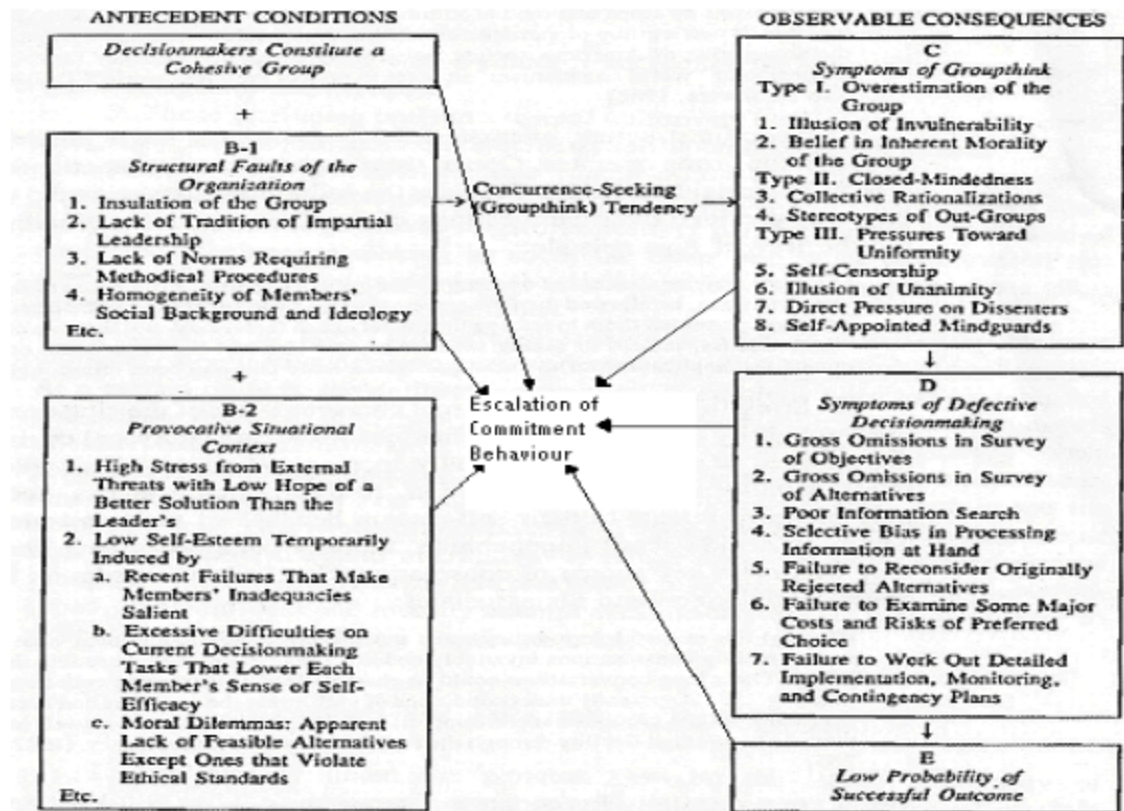 ANTECEDENT CONDITIONS
Decisionmakers Constitute a
Cohesive Group
+
B-1
Structural Faults of the
Organization
1. Insulation of the Group
2. Lack of Tradition of Impartial
Leadership
3. Lack of Norms Requiring
Methodical Procedures
4. Homogeneity of Members'
Social Background and Ideology
Etc.
+
B-2
Provocative Situational
Context
1. High Stress from External
Threats with Low Hope of a
Better Solution Than the
Leader's
2. Low Self-Esteem Temporarily
Induced by
a. Recent Failures That Make
Members' Inadequacies
Salient
b. Excessive Difficulties on
Current Decisionmaking
Tasks That Lower Each
Member's Sense of Self-
Efficacy
c. Moral Dilemmas: Apparent
Lack of Feasible Alternatives
Except Ones that Violate
Ethical Standards
Etc.
Concurrence-Seeking
(Groupthink) Tendency
Escalation of
Commitment
Behaviour
OBSERVABLE CONSEQUENCES
C
Symptoms of Groupthink
Type I. Overestimation of the
Group
1. Illusion of Invulnerability
2. Belief in Inherent Morality
of the Group
Type II. Closed-Mindedness
3. Collective Rationalizations
4. Stereotypes of Out-Groups
Type III. Pressures Toward
Uniformity
5. Self-Censorship
6. Illusion of Unanimity
7. Direct Pressure on Dissenters
8. Self-Appointed Mindguards
D
Symptoms of Defective
Decisionmaking
1. Gross Omissions in Survey
of Objectives
2. Gross Omissions in Survey
of Alternatives
3. Poor Information Search
4. Selective Bias in Processing
Information at Hand
5. Failure to Reconsider Originally
Rejected Alternatives
6. Failure to Examine Some Major
Costs and Risks of Preferred
Choice
7. Failure to Work Out Detailed
Implementation, Monitoring,
and Contingency Plans
E
Low Probability of
Successful Outcome